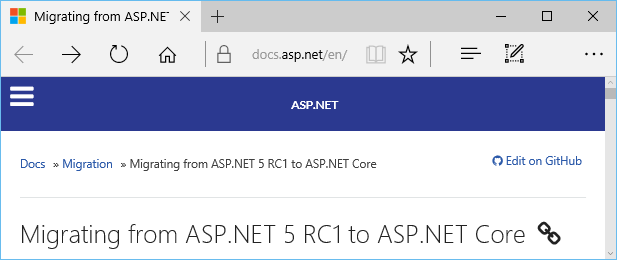 Migrating from ASP.NET
docs.asp.net/en/
ASP.NET
Docs » Migration » Migrating from ASP.NET 5 RC1 to ASP.NET Core
Edit on GitHub
Migrating from ASP.NET 5 RC1 to ASP.NET Core